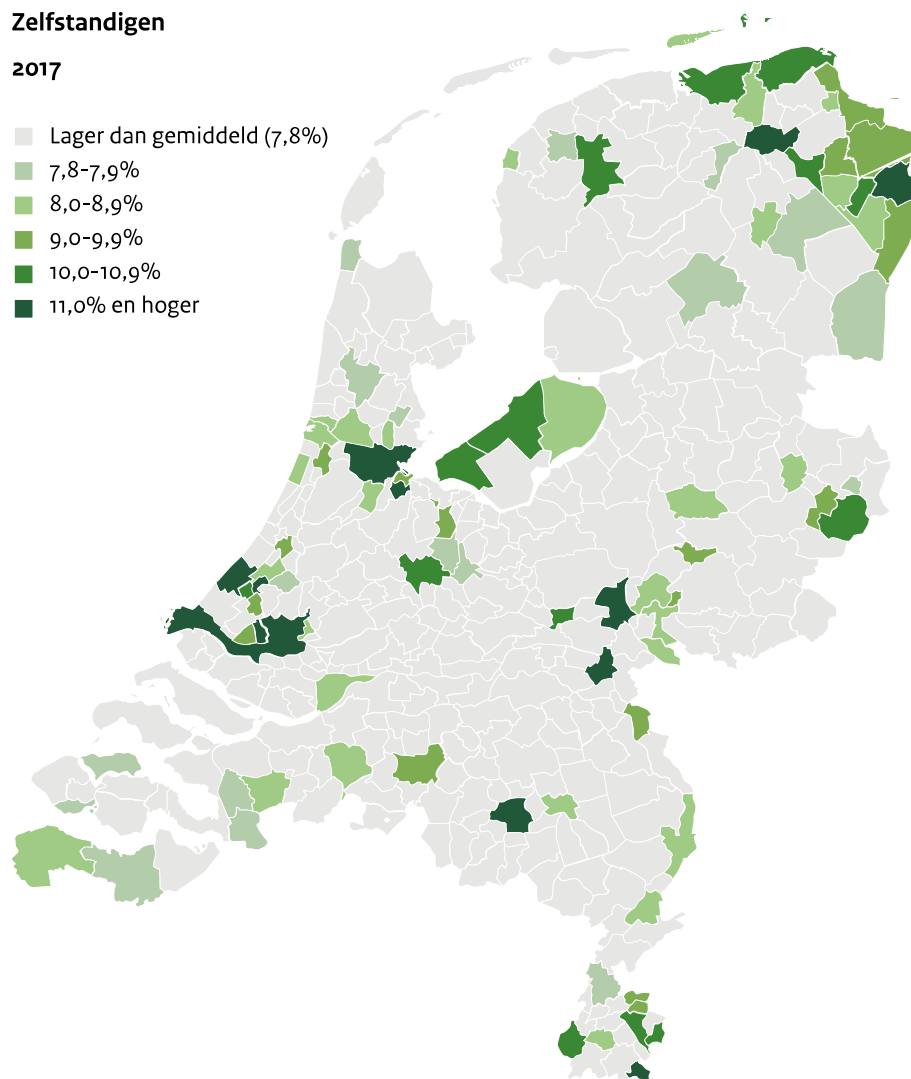 Zelfstandigen
2017
Lager dan gemiddeld (7,8%)
7,8-7,9%
8,0-8,9%
9,0-9,9%
10,0-10,9%
11,0% en hoger